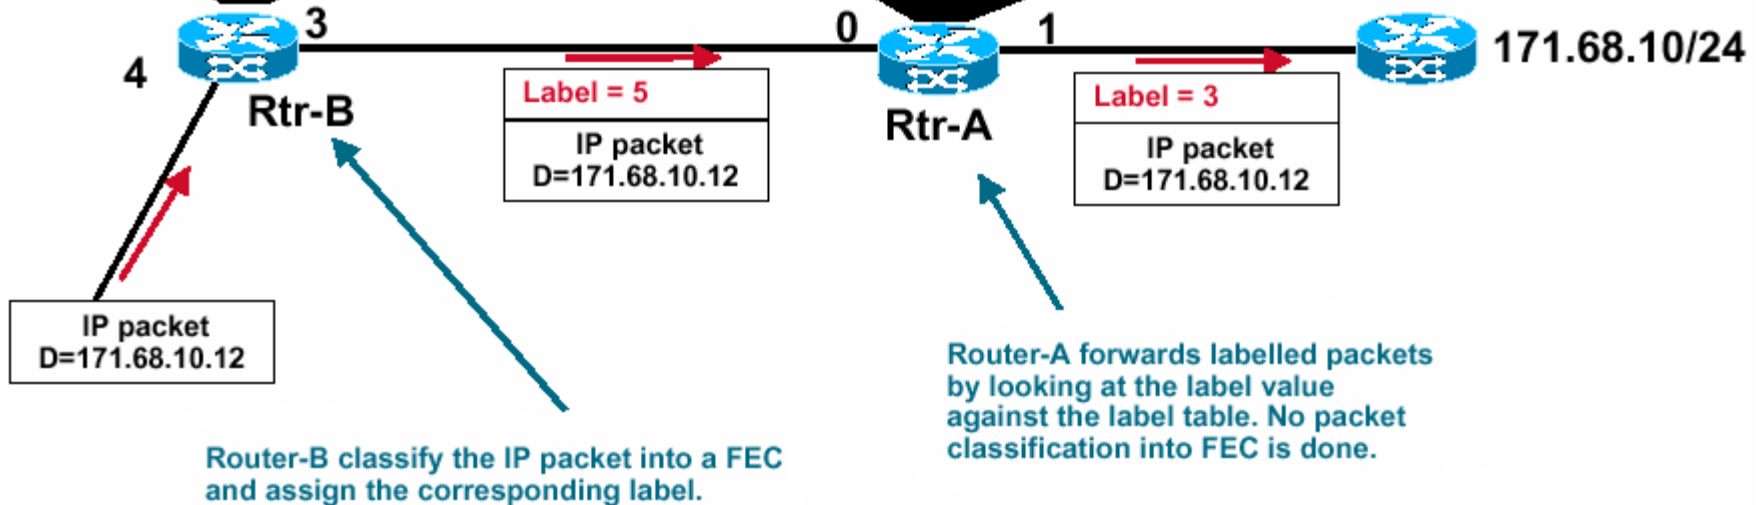 3
0
1
4
171.68.10/24
Rtr-B
Rtr-A
Label = 5
IP packet
D=171.68.10.12
Label = 3
IP packet
D=171.68.10.12
IP packet
D=171.68.10.12
Router-B classify the IP packet into a FEC
and assign the corresponding label.
Router-A forwards labelled packets
by looking at the label value
against the label table. No packet
classification into FEC is done.